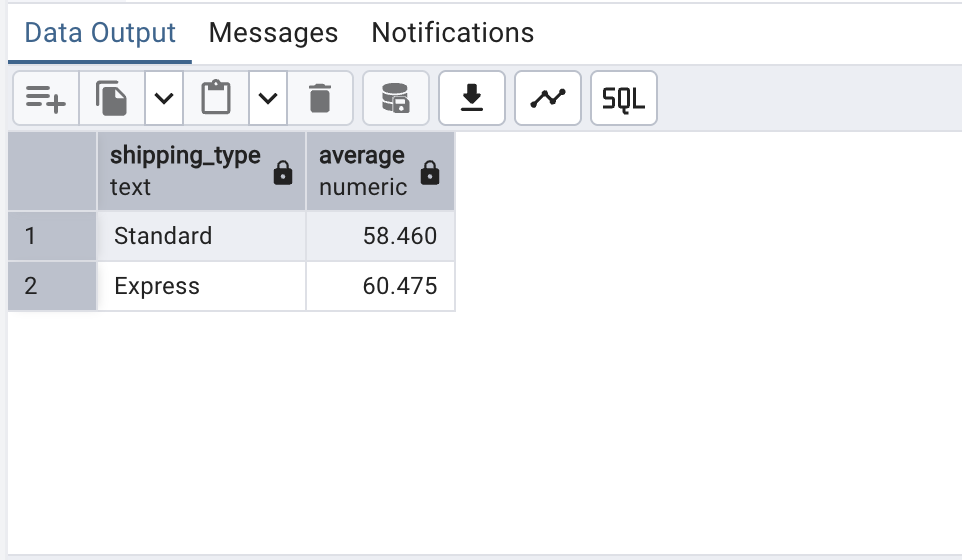 Data Output Messages Notifications
SQL
shipping_type average
text numeric
1 Standard 58.460
2 Express 60.475